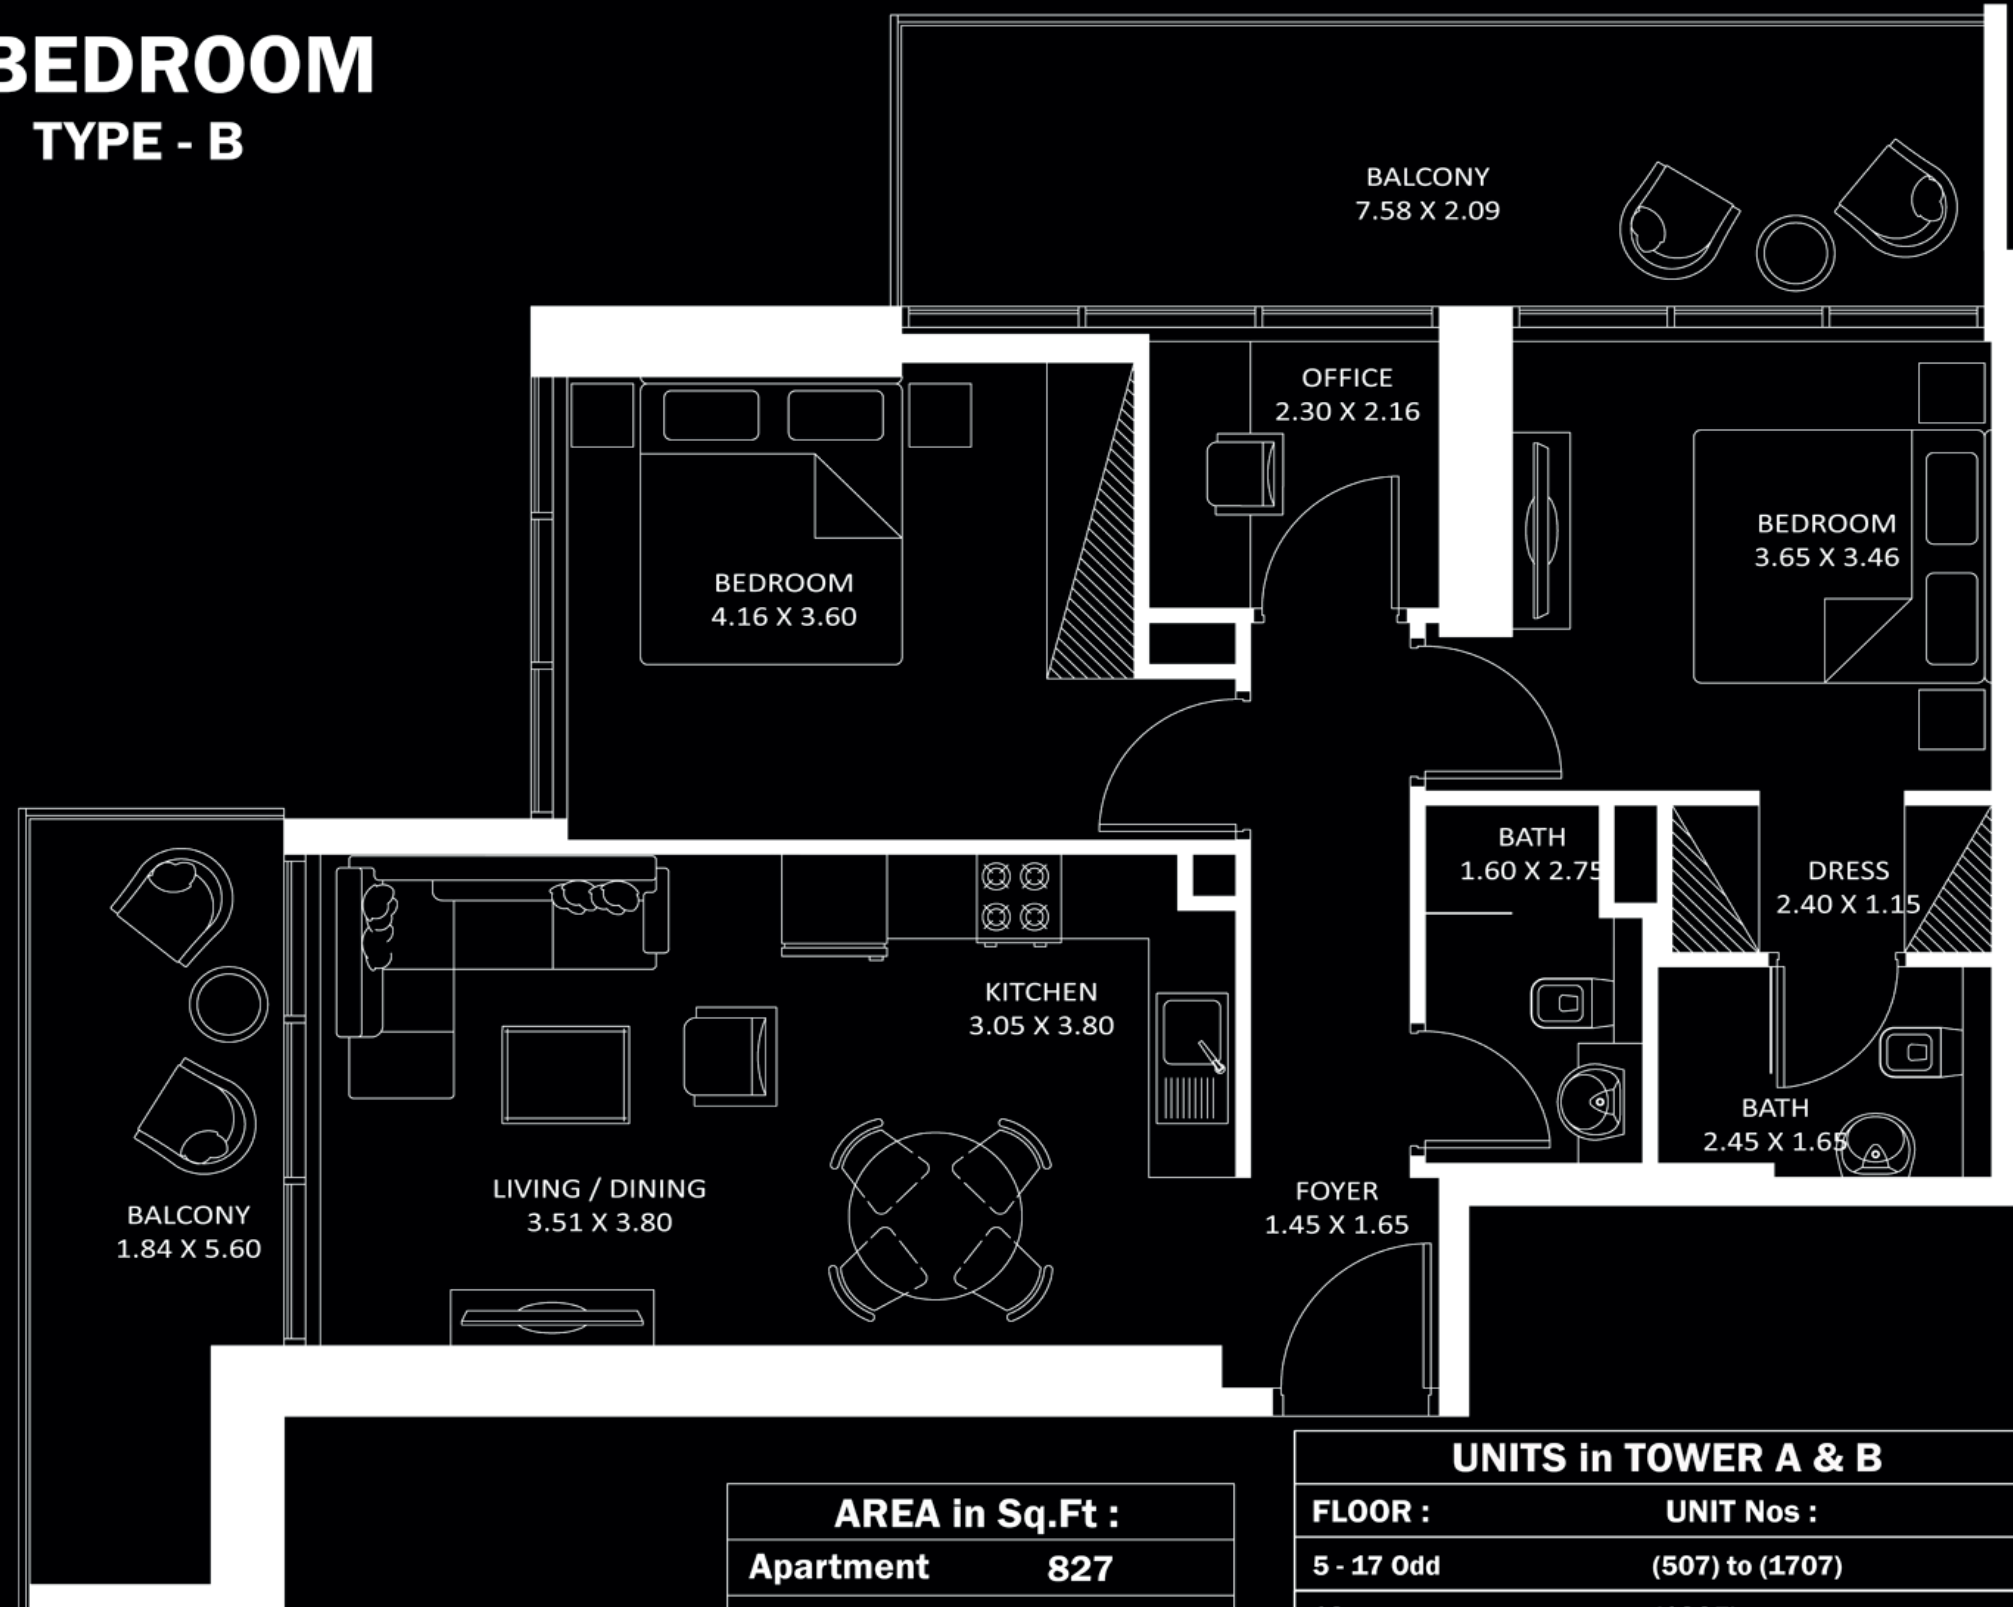 BEDROOM
TYPE - B
BALCONY
7.58 X 2.09
OFFICE
2.30 X 2.16
BEDROOM
3.65 X 3.46
BEDROOM
4.16 X 3.60
BATH
1.60 X 2.75
DRESS
2.40 X 1.15
KITCHEN
3.05 X 3.80
BATH
2.45 X 1.65
LIVING / DINING
3.51 X 3.80
FOYER
1.45 X 1.65
BALCONY
1.84 X 5.60
AREA in Sq.Ft :
Apartment 827
UNITS in TOWER A & B
FLOOR : UNIT Nos :
5 - 17 Odd (507) to (1707)